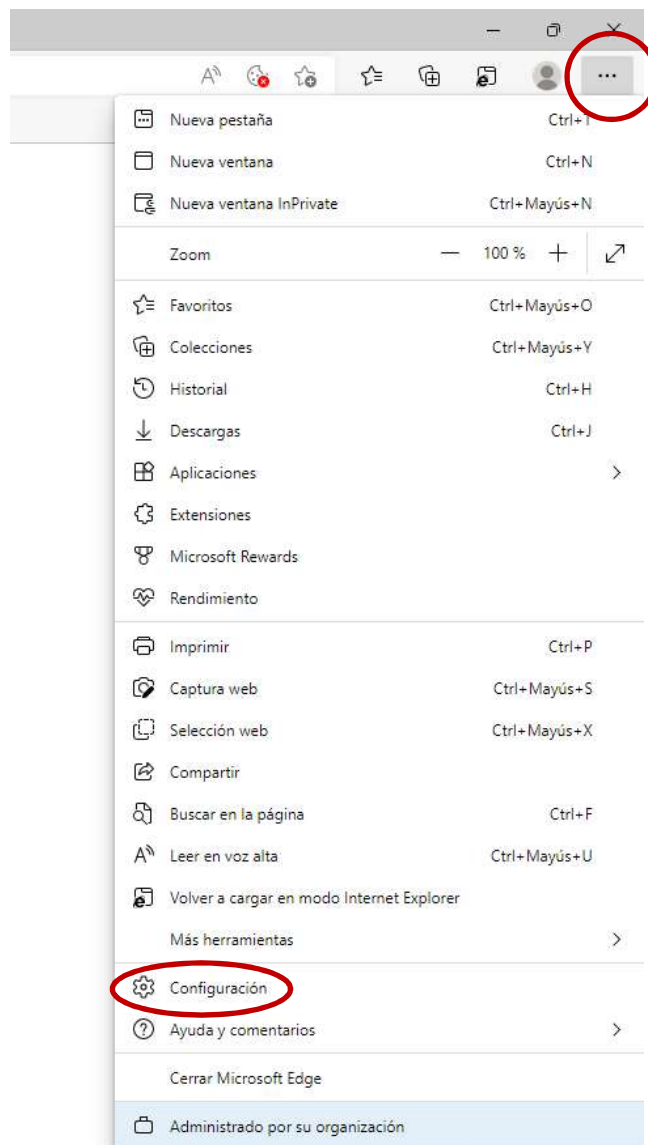 Nueva pestaña Ctrl+T
Nueva ventana Ctrl+N
Nueva ventana InPrivate Ctrl+Mayús+N
Zoom — 100 % +
Favoritos Ctrl+Mayús+O
Colecciones Ctrl+Mayús+Y
Historial Ctrl+H
Descargas Ctrl+J
Aplicaciones
Extensiones
Microsoft Rewards
Rendimiento
Imprimir Ctrl+P
Captura web Ctrl+Mayús+S
Selección web Ctrl+Mayús+X
Compartir
Buscar en la página Ctrl+F
Leer en voz alta Ctrl+Mayús+U
Volver a cargar en modo Internet Explorer
Más herramientas
Configuración
Ayuda y comentarios
Cerrar Microsoft Edge
Administrado por su organización